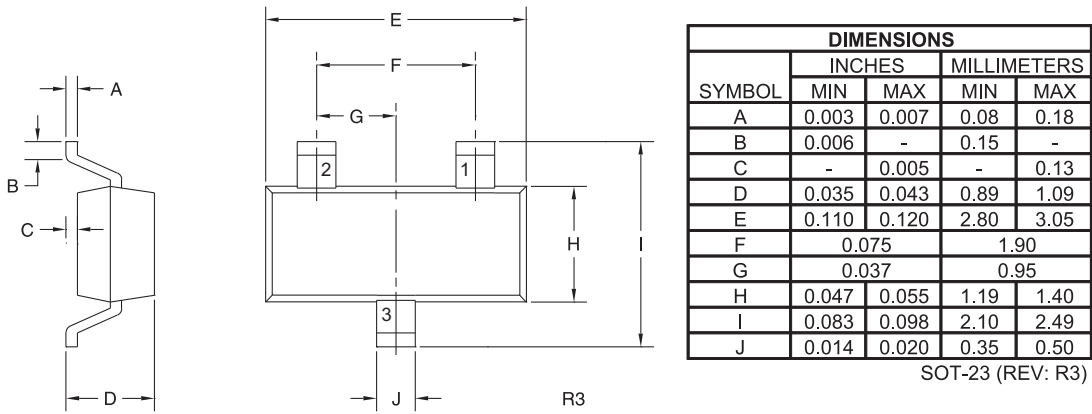 E
F
A
G
2
1
B
C
H
I
3
D
J
R3
DIMENSIONS
INCHES MILLIMETERS
SYMBOL MIN MAX MIN MAX
A 0.003 0.007 0.08 0.18
B 0.006 - 0.15 -
C - 0.005 - 0.13
D 0.035 0.043 0.89 1.09
E 0.110 0.120 2.80 3.05
F 0.075 1.90
G 0.037 0.95
H 0.047 0.055 1.19 1.40
I 0.083 0.098 2.10 2.49
J 0.014 0.020 0.35 0.50
SOT-23 (REV: R3)